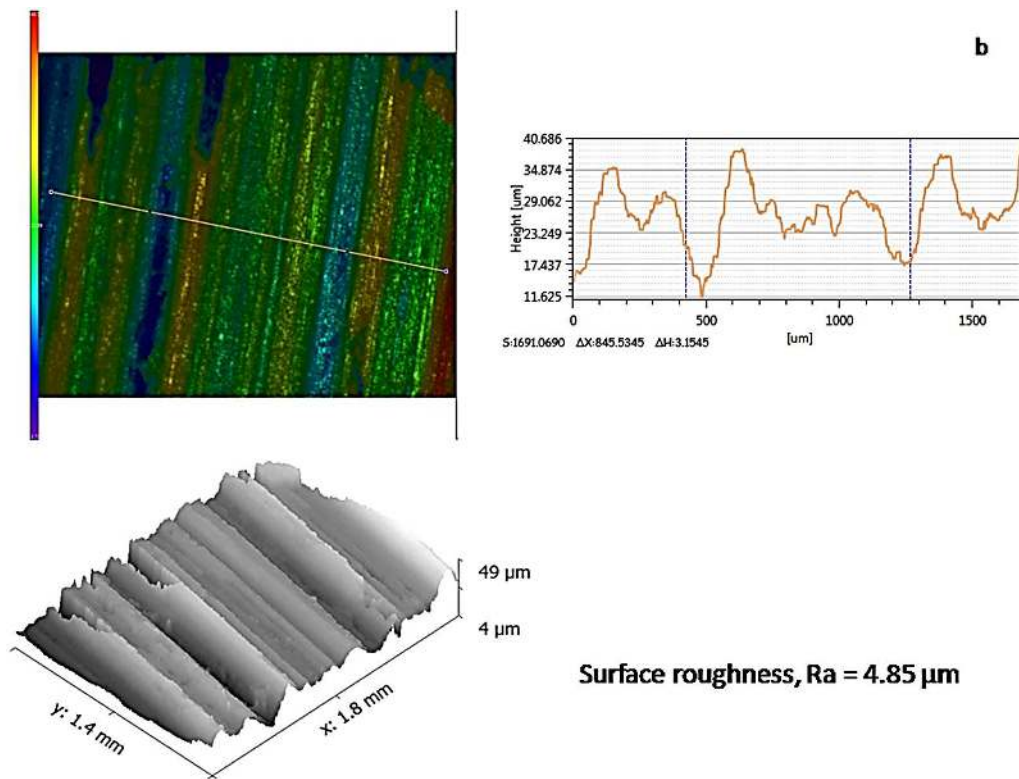 b
40.686
34.874
29.062
23.249
17.437
11.625
Height [um]
0
500
1000
1500
[um]
S:1691.0690 ΔX:845.5345 ΔH:3.1545
49 µm
4 µm
y: 1.4 mm
x: 1.8 mm
Surface roughness, Ra = 4.85 µm